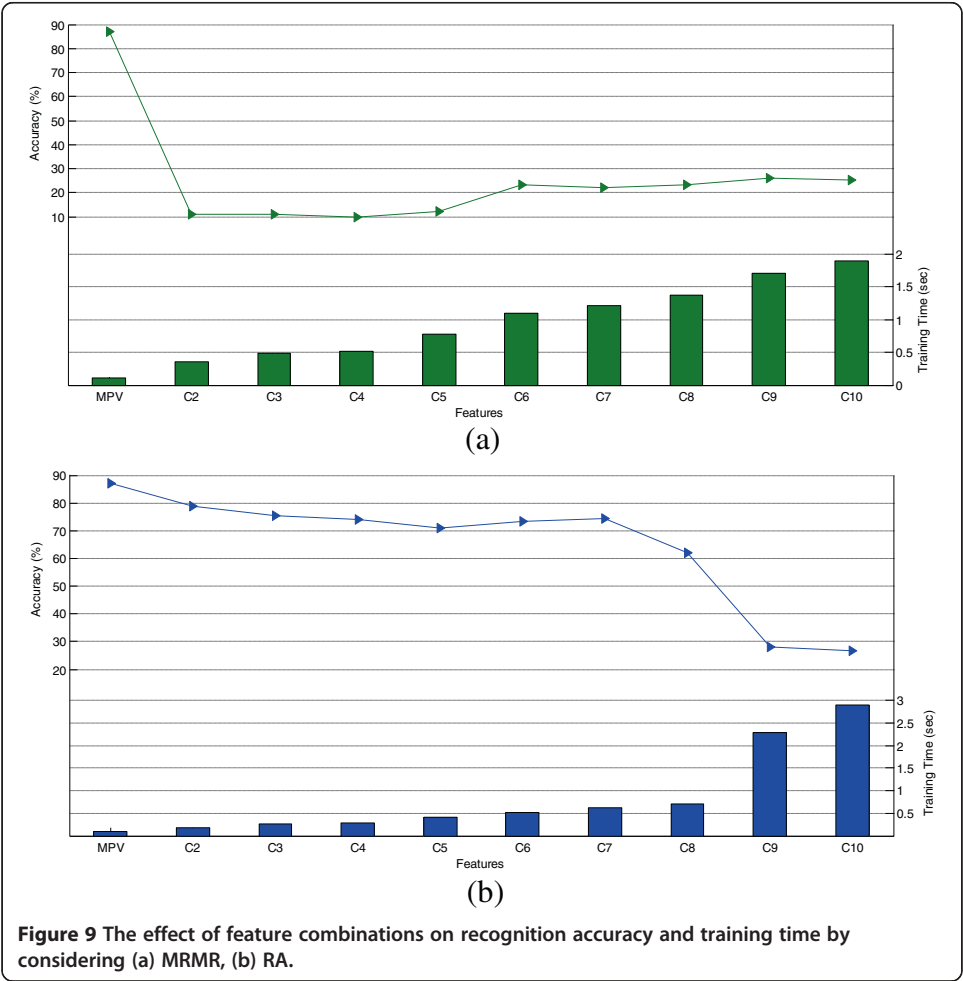 90
80
70
60
50
40
30
20
10
Accuracy (%)
2
1.5
1
0.5
0
Training Time (sec)
MPV C2 C3 C4 C5 C6 C7 C8 C9 C10
Features
(a)
90
80
70
60
50
40
30
20
Accuracy (%)
3
2.5
2
1.5
1
0.5
Training Time (sec)
MPV C2 C3 C4 C5 C6 C7 C8 C9 C10
Features
(b)
Figure 9 The effect of feature combinations on recognition accuracy and training time by
considering (a) MRMR, (b) RA.